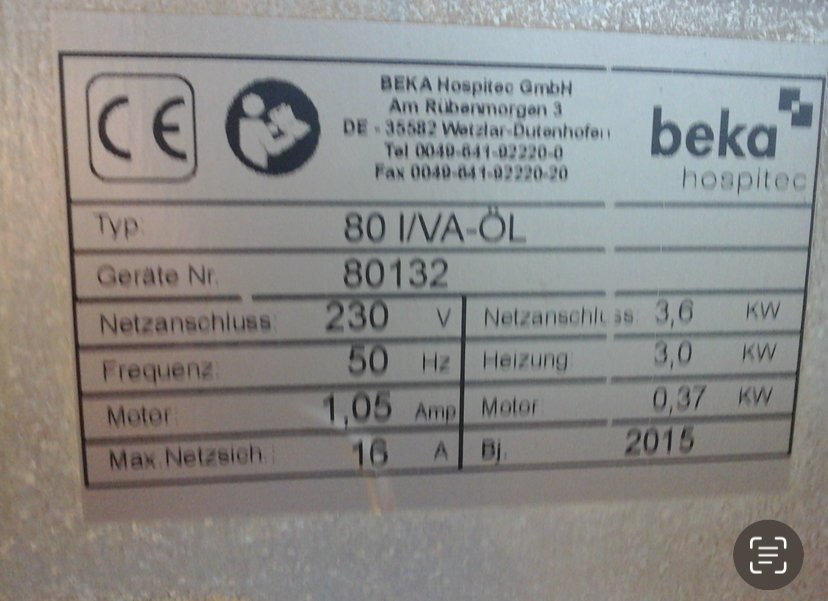 CE
BEKA Hospitec GmbH
Am Rübenmorgen 3
DE - 35582 Wetzlar-Dutenhofen
Tel 0049-641-92220-0
Fax 0049-641-92220-20
beka
hospitec
Typ: 80 l/VA-ÖL
Geräte Nr. 80132
Netzanschluss: 230 V Netzanschluss: 3,6 KW
Frequenz: 50 Hz Heizung 3,0 KW
Motor: 1,05 Amp Motor 0,37 KW
Max.Netzsich. 16 A Bj. 2015